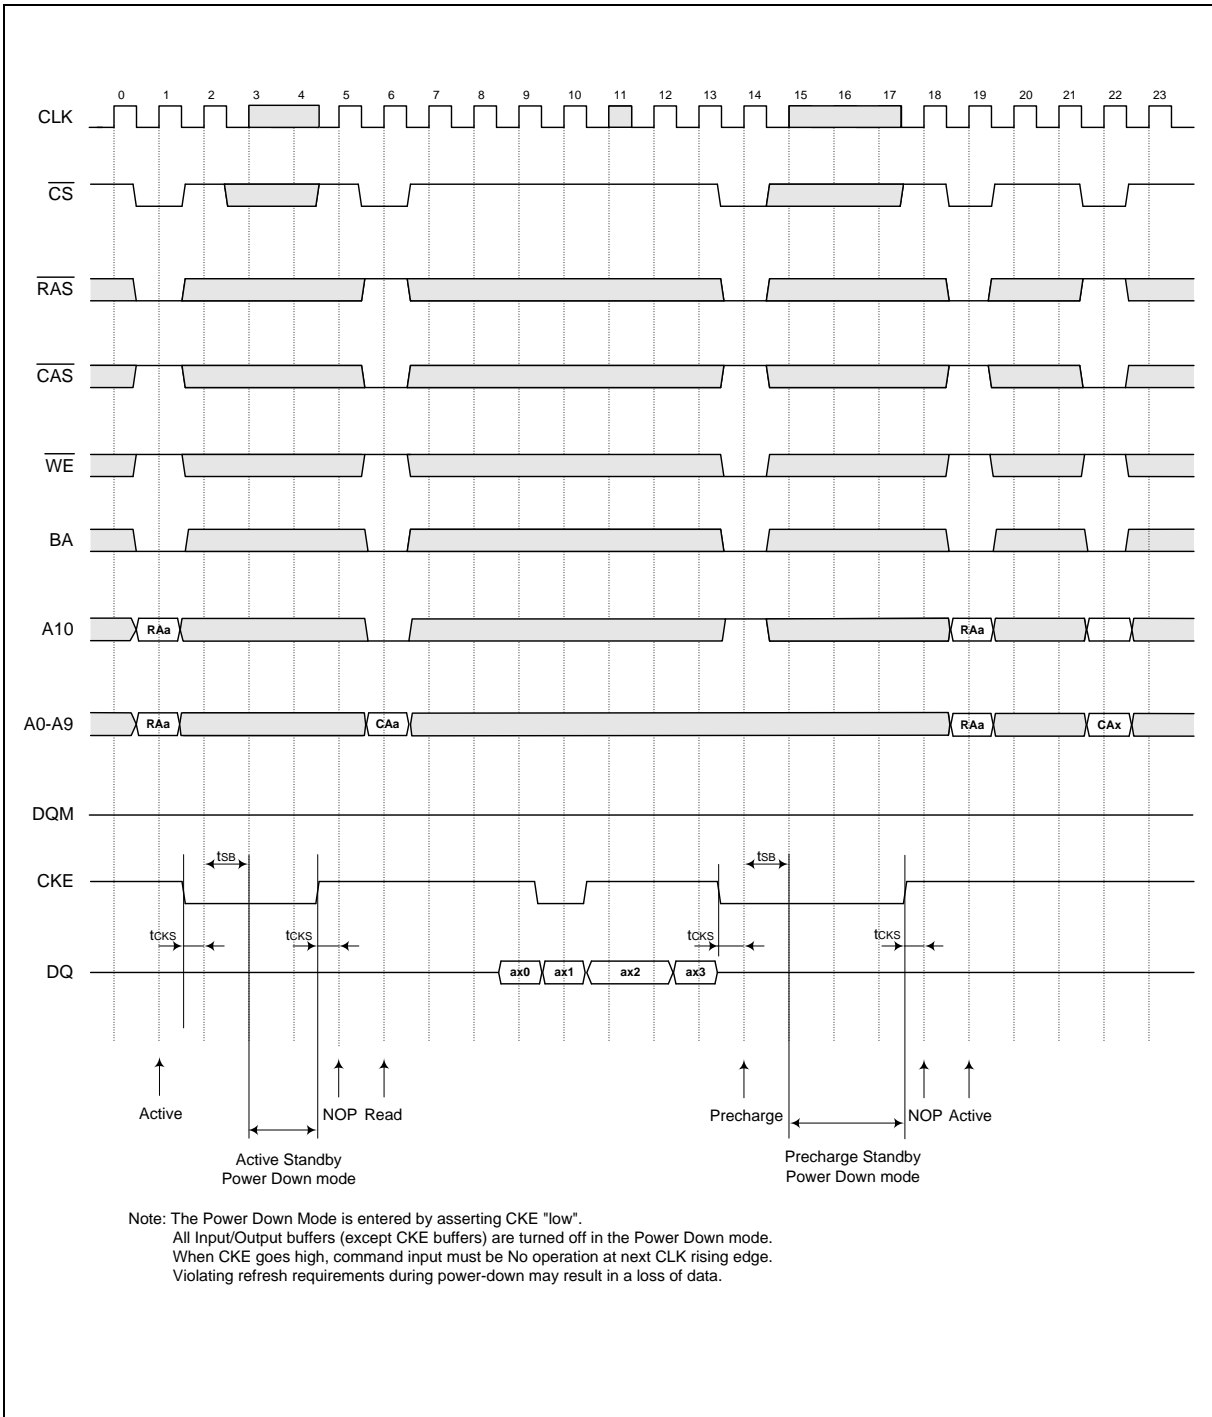 0 1 2 3 4 5 6 7 8 9 10 11 12 13 14 15 16 17 18 19 20 21 22 23
CLK
CS
RAS
CAS
WE
BA
A10 RAa RAa
A0-A9 RAa CAa RAa CAx
DQM
tSB tSB
CKE
tCKS tCKS tCKS tCKS
DQ ax0 ax1 ax2 ax3
Active NOP Read Precharge NOP Active
Active Standby
Power Down mode
Precharge Standby
Power Down mode
Note: The Power Down Mode is entered by asserting CKE "low".
All Input/Output buffers (except CKE buffers) are turned off in the Power Down mode.
When CKE goes high, command input must be No operation at next CLK rising edge.
Violating refresh requirements during power-down may result in a loss of data.